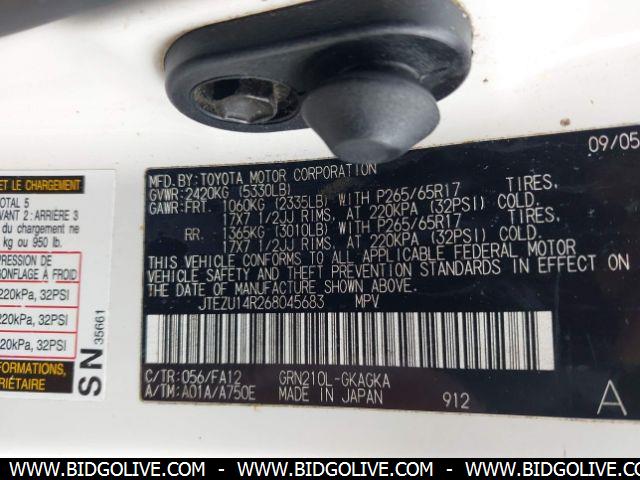 MFD.BY:TOYOTA MOTOR CORPORATION 09/05
GVWR:2420KG (5330LB)
GAWR:FRT. 1060KG (2335LB) WITH P265/65R17 TIRES,
17X7 1/2JJ RIMS, AT 220KPA (32PSI) COLD.
RR 1365KG (3010LB) WITH P265/65R17 TIRES,
17X7 1/2JJ RIMS, AT 220KPA (32PSI) COLD.
THIS VEHICLE CONFORMS TO ALL APPLICABLE FEDERAL MOTOR
VEHICLE SAFETY AND THEFT PREVENTION STANDARDS IN EFFECT ON
THE DATE OF MANUFACTURE SHOWN ABOVE.
JTEZU14R268045683 MPV
C/TR:056/FA12 GRN210L-GKAGKA
A/TM:A01A/A750E MADE IN JAPAN 912 A
ET LE CHARGEMENT
TOTAL 5
AVANT 2 : ARRIÈRE 3
du chargement ne
kg ou 950 lb.
PRESSION DE
GONFLAGE À FROID
220kPa, 32PSI
220kPa, 32PSI
220kPa, 32PSI
SN 35661
WWW.BIDGOLIVE.COM - WWW.BIDGOLIVE.COM - WWW.BIDGOLIVE.COM